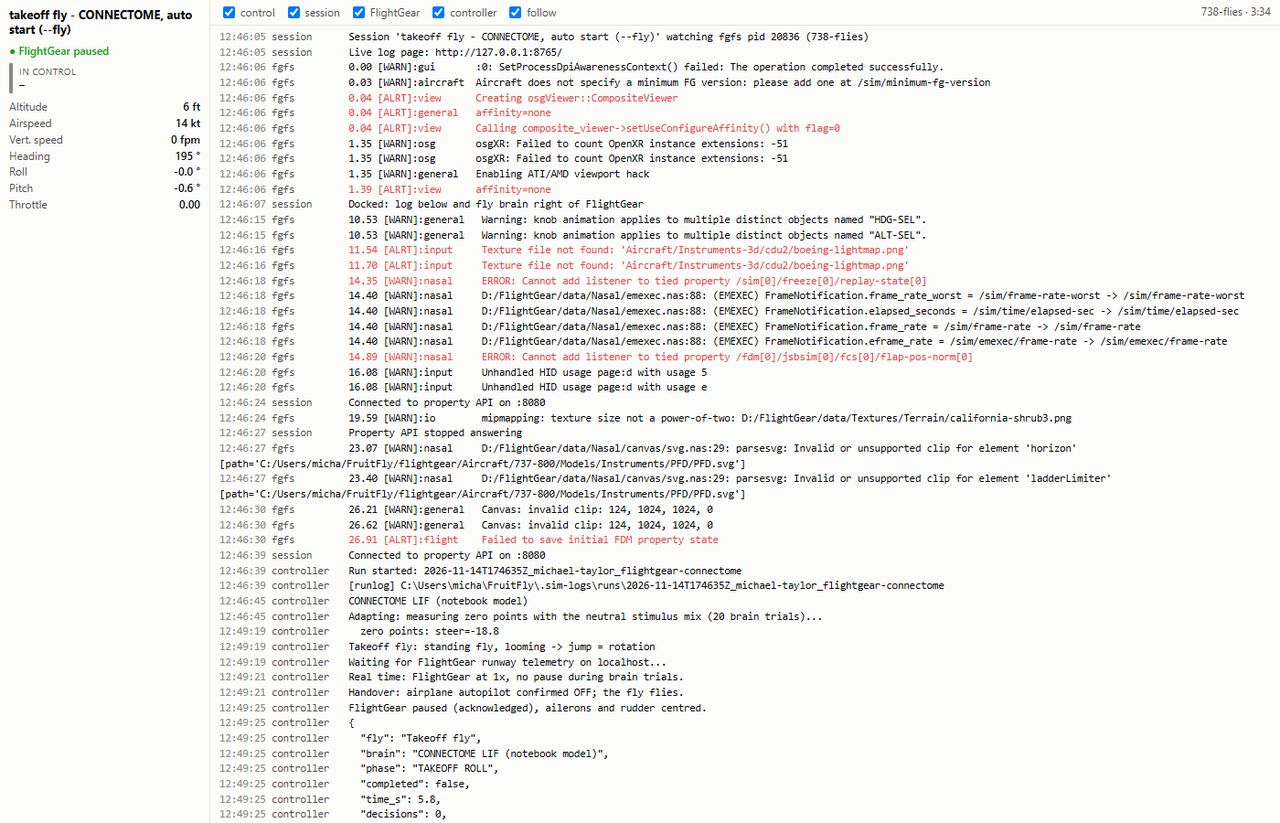 takeoff fly - CONNECTOME, auto
start (--fly)
● FlightGear paused
IN CONTROL
–
Altitude 6 ft
Airspeed 14 kt
Vert. speed 0 fpm
Heading 195 °
Roll -0.0 °
Pitch -0.6 °
Throttle 0.00
control session FlightGear controller follow 738-flies · 3:34
12:46:05 session Session 'takeoff fly - CONNECTOME, auto start (--fly)' watching fgfs pid 20836 (738-flies)
12:46:05 session Live log page: http://127.0.0.1:8765/
12:46:06 fgfs 0.00 [WARN]:gui :0: SetProcessDpiAwarenessContext() failed: The operation completed successfully.
12:46:06 fgfs 0.03 [WARN]:aircraft Aircraft does not specify a minimum FG version: please add one at /sim/minimum-fg-version
12:46:06 fgfs 0.04 [ALRT]:view Creating osgViewer::CompositeViewer
12:46:06 fgfs 0.04 [ALRT]:general affinity=none
12:46:06 fgfs 0.04 [ALRT]:view Calling composite_viewer->setUseConfigureAffinity() with flag=0
12:46:06 fgfs 1.35 [WARN]:osg osgXR: Failed to count OpenXR instance extensions: -51
12:46:06 fgfs 1.35 [WARN]:osg osgXR: Failed to count OpenXR instance extensions: -51
12:46:06 fgfs 1.35 [WARN]:general Enabling ATI/AMD viewport hack
12:46:06 fgfs 1.39 [ALRT]:view affinity=none
12:46:07 session Docked: log below and fly brain right of FlightGear
12:46:15 fgfs 10.53 [WARN]:general Warning: knob animation applies to multiple distinct objects named "HDG-SEL".
12:46:15 fgfs 10.53 [WARN]:general Warning: knob animation applies to multiple distinct objects named "ALT-SEL".
12:46:16 fgfs 11.54 [ALRT]:input Texture file not found: 'Aircraft/Instruments-3d/cdu2/boeing-lightmap.png'
12:46:16 fgfs 11.70 [ALRT]:input Texture file not found: 'Aircraft/Instruments-3d/cdu2/boeing-lightmap.png'
12:46:18 fgfs 14.35 [WARN]:nasal ERROR: Cannot add listener to tied property /sim[0]/freeze[0]/replay-state[0]
12:46:18 fgfs 14.40 [WARN]:nasal D:/FlightGear/data/Nasal/emexec.nas:88: (EMEXEC) FrameNotification.frame_rate_worst = /sim/frame-rate-worst -> /sim/frame-rate-worst
12:46:18 fgfs 14.40 [WARN]:nasal D:/FlightGear/data/Nasal/emexec.nas:88: (EMEXEC) FrameNotification.elapsed_seconds = /sim/time/elapsed-sec -> /sim/time/elapsed-sec
12:46:18 fgfs 14.40 [WARN]:nasal D:/FlightGear/data/Nasal/emexec.nas:88: (EMEXEC) FrameNotification.frame_rate = /sim/frame-rate -> /sim/frame-rate
12:46:18 fgfs 14.40 [WARN]:nasal D:/FlightGear/data/Nasal/emexec.nas:88: (EMEXEC) FrameNotification.eframe_rate = /sim/emexec/frame-rate -> /sim/emexec/frame-rate
12:46:20 fgfs 14.89 [WARN]:nasal ERROR: Cannot add listener to tied property /fdm[0]/jsbsim[0]/fcs[0]/flap-pos-norm[0]
12:46:20 fgfs 16.08 [WARN]:input Unhandled HID usage page:d with usage 5
12:46:20 fgfs 16.08 [WARN]:input Unhandled HID usage page:d with usage e
12:46:24 session Connected to property API on :8080
12:46:24 fgfs 19.59 [WARN]:io mipmapping: texture size not a power-of-two: D:/FlightGear/data/Textures/Terrain/california-shrub3.png
12:46:27 session Property API stopped answering
12:46:27 fgfs 23.07 [WARN]:nasal D:/FlightGear/data/Nasal/canvas/svg.nas:29: parsesvg: Invalid or unsupported clip for element 'horizon'
[path='C:/Users/micha/FruitFly/flightgear/Aircraft/737-800/Models/Instruments/PFD/PFD.svg']
12:46:27 fgfs 23.40 [WARN]:nasal D:/FlightGear/data/Nasal/canvas/svg.nas:29: parsesvg: Invalid or unsupported clip for element 'ladderLimiter'
[path='C:/Users/micha/FruitFly/flightgear/Aircraft/737-800/Models/Instruments/PFD/PFD.svg']
12:46:30 fgfs 26.21 [WARN]:general Canvas: invalid clip: 124, 1024, 1024, 0
12:46:30 fgfs 26.62 [WARN]:general Canvas: invalid clip: 124, 1024, 1024, 0
12:46:30 fgfs 26.91 [ALRT]:flight Failed to save initial FDM property state
12:46:39 session Connected to property API on :8080
12:46:39 controller Run started: 2026-11-14T174635Z_michael-taylor_flightgear-connectome
12:46:39 controller [runlog] C:\Users\micha\FruitFly\.sim-logs\runs\2026-11-14T174635Z_michael-taylor_flightgear-connectome
12:46:45 controller CONNECTOME LIF (notebook model)
12:46:45 controller Adapting: measuring zero points with the neutral stimulus mix (20 brain trials)...
12:49:19 controller zero points: steer=-18.8
12:49:19 controller Takeoff fly: standing fly, looming -> jump = rotation
12:49:19 controller Waiting for FlightGear runway telemetry on localhost...
12:49:21 controller Real time: FlightGear at 1x, no pause during brain trials.
12:49:21 controller Handover: airplane autopilot confirmed OFF; the fly flies.
12:49:25 controller FlightGear paused (acknowledged), ailerons and rudder centred.
12:49:25 controller {
12:49:25 controller "fly": "Takeoff fly",
12:49:25 controller "brain": "CONNECTOME LIF (notebook model)",
12:49:25 controller "phase": "TAKEOFF ROLL",
12:49:25 controller "completed": false,
12:49:25 controller "time_s": 5.8,
12:49:25 controller "decisions": 0,